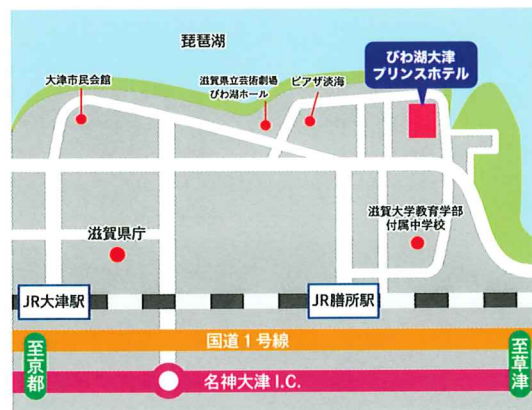 琵琶湖
びわ湖大津
プリンスホテル
大津市民会館
滋賀県立芸術劇場
びわ湖ホール
ピアザ淡海
滋賀大学教育学部
付属中学校
滋賀県庁
JR大津駅
JR膳所駅
国道1号線
至京都
至草津
名神大津 I.C.